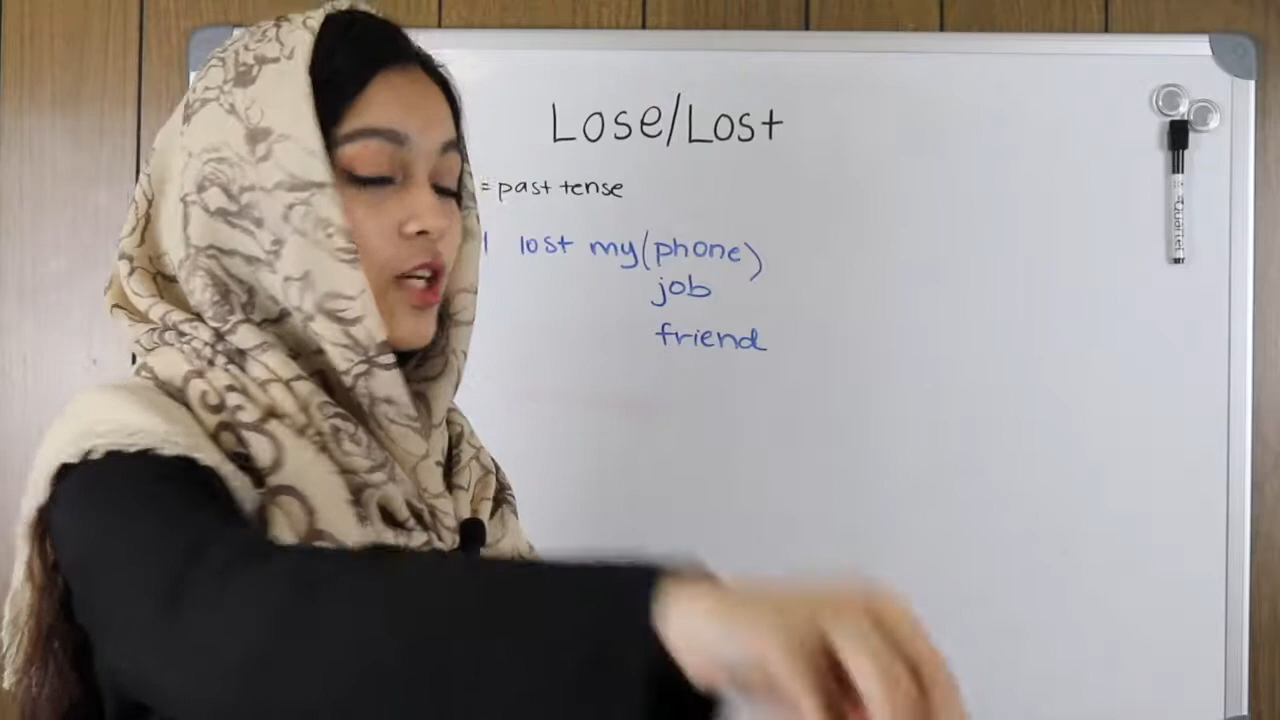 Lose/Lost
= past tense
I lost my (phone)
job
friend
Quartet